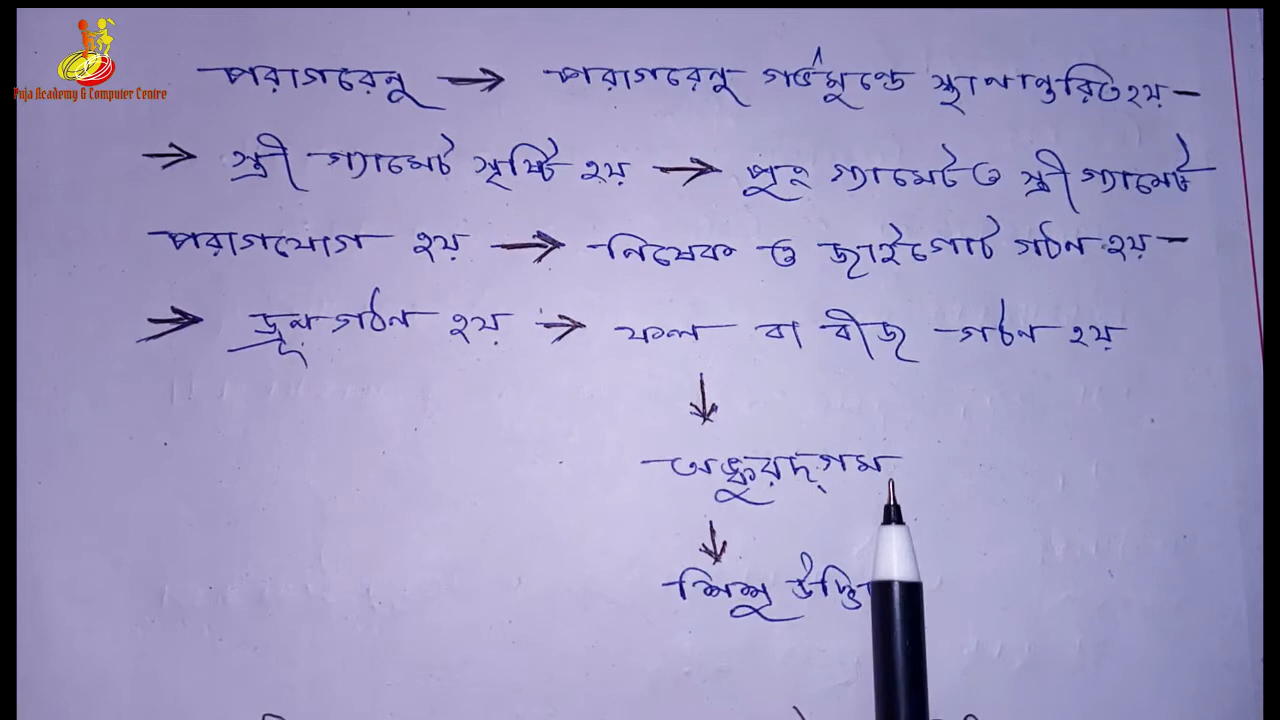 Puja Academy & Computer Centre
পরাগরেনু → পরাগরেনু গর্ভমুণ্ডে স্থানান্তরিত হয় -
→ স্ত্রী গ্যামেট সৃষ্টি হয় → পুং গ্যামেট ও স্ত্রী গ্যামেট
পরাগযোগ হয় → নিষেক ও জাইগোট গঠন হয় -
→ ভ্রূন গঠন হয় → ফল বা বীজ গঠন হয়
↓
অঙ্কুরদ্গম
↓
শিশু